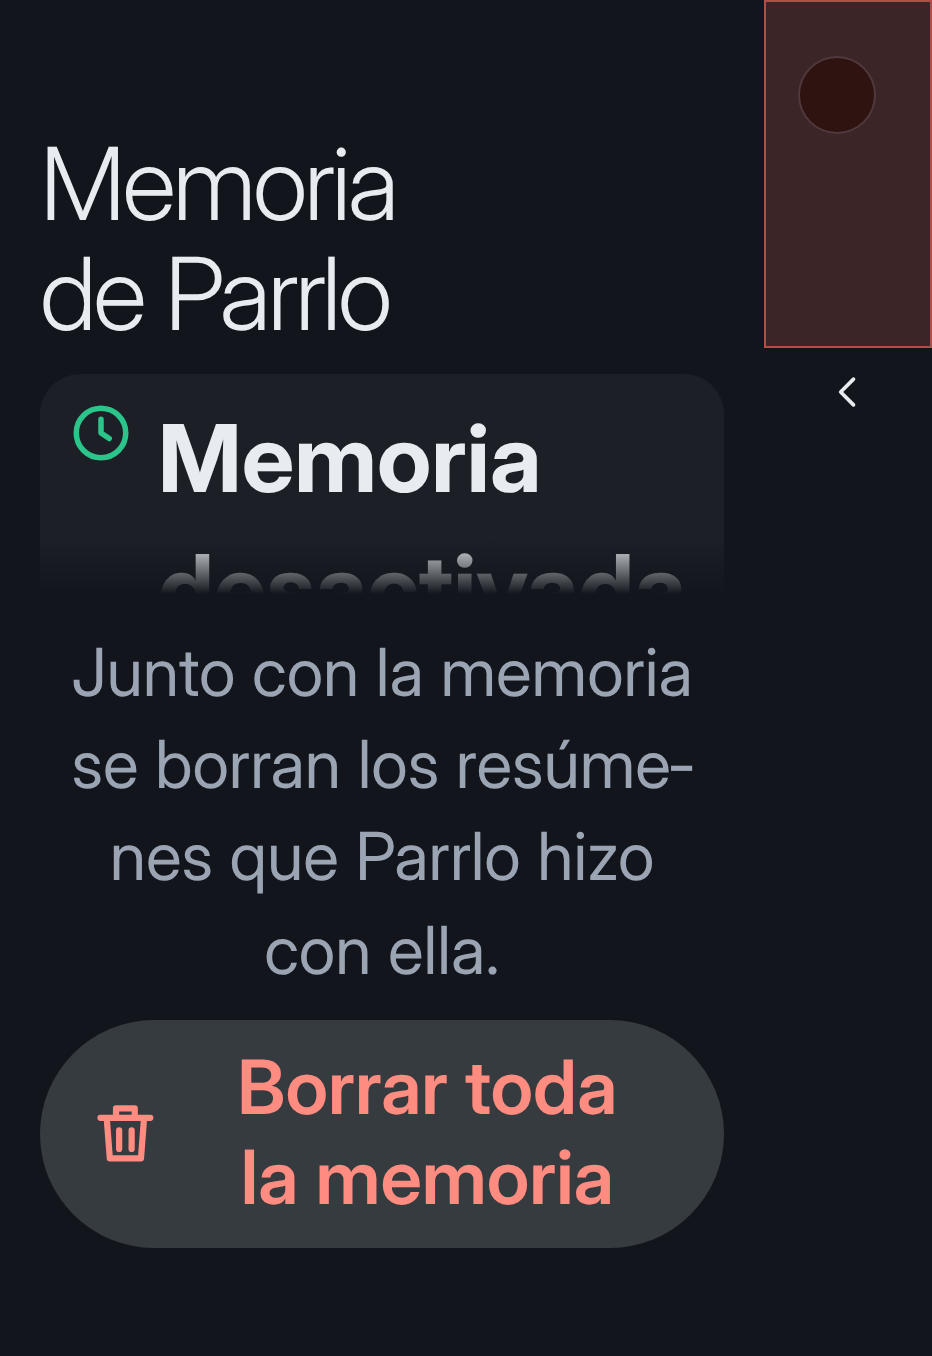 Memoria
de Parrlo
Memoria
desactivada
Junto con la memoria
se borran los resúme-
nes que Parrlo hizo
con ella.
Borrar toda
la memoria